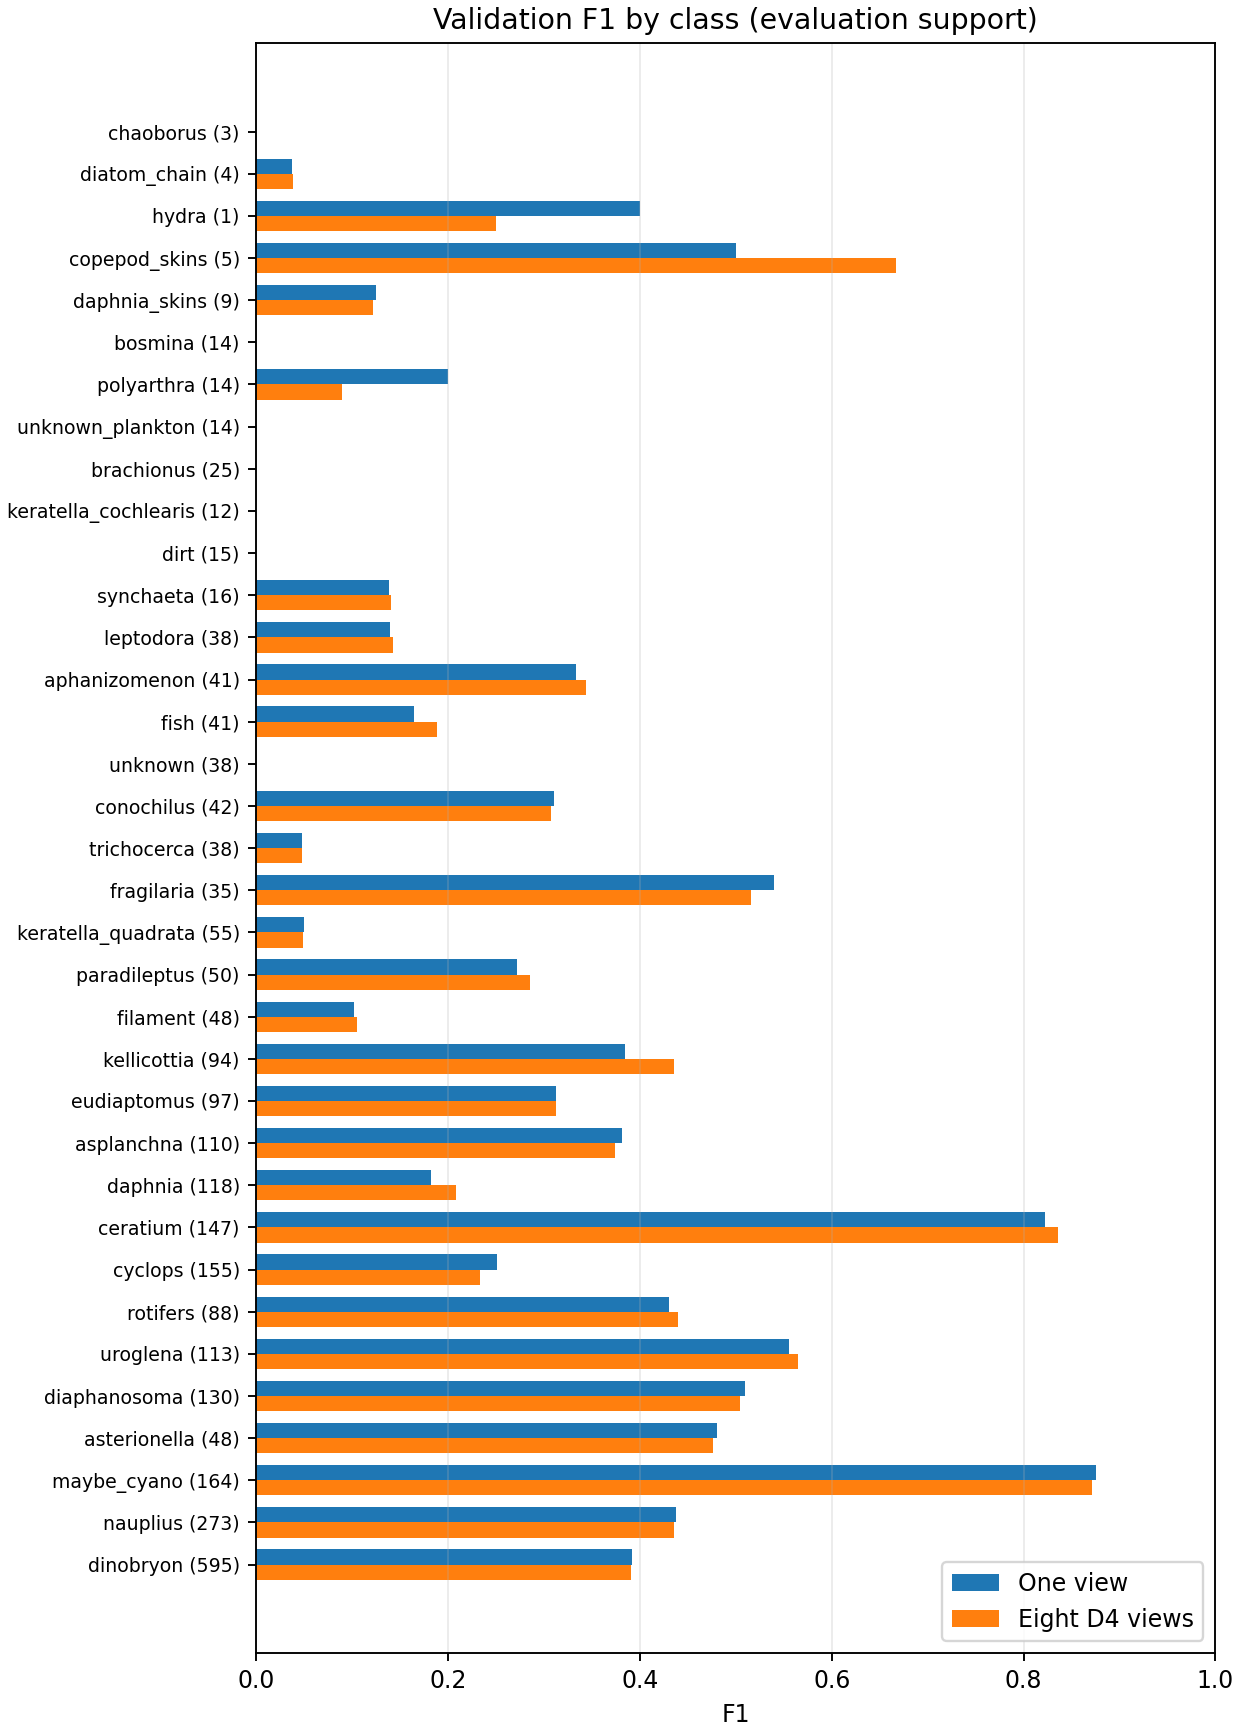 Validation F1 by class (evaluation support)
chaoborus (3)
diatom_chain (4)
hydra (1)
copepod_skins (5)
daphnia_skins (9)
bosmina (14)
polyarthra (14)
unknown_plankton (14)
brachionus (25)
keratella_cochlearis (12)
dirt (15)
synchaeta (16)
leptodora (38)
aphanizomenon (41)
fish (41)
unknown (38)
conochilus (42)
trichocerca (38)
fragilaria (35)
keratella_quadrata (55)
paradileptus (50)
filament (48)
kellicottia (94)
eudiaptomus (97)
asplanchna (110)
daphnia (118)
ceratium (147)
cyclops (155)
rotifers (88)
uroglena (113)
diaphanosoma (130)
asterionella (48)
maybe_cyano (164)
nauplius (273)
dinobryon (595)
One view
Eight D4 views
0.0 0.2 0.4 0.6 0.8 1.0
F1